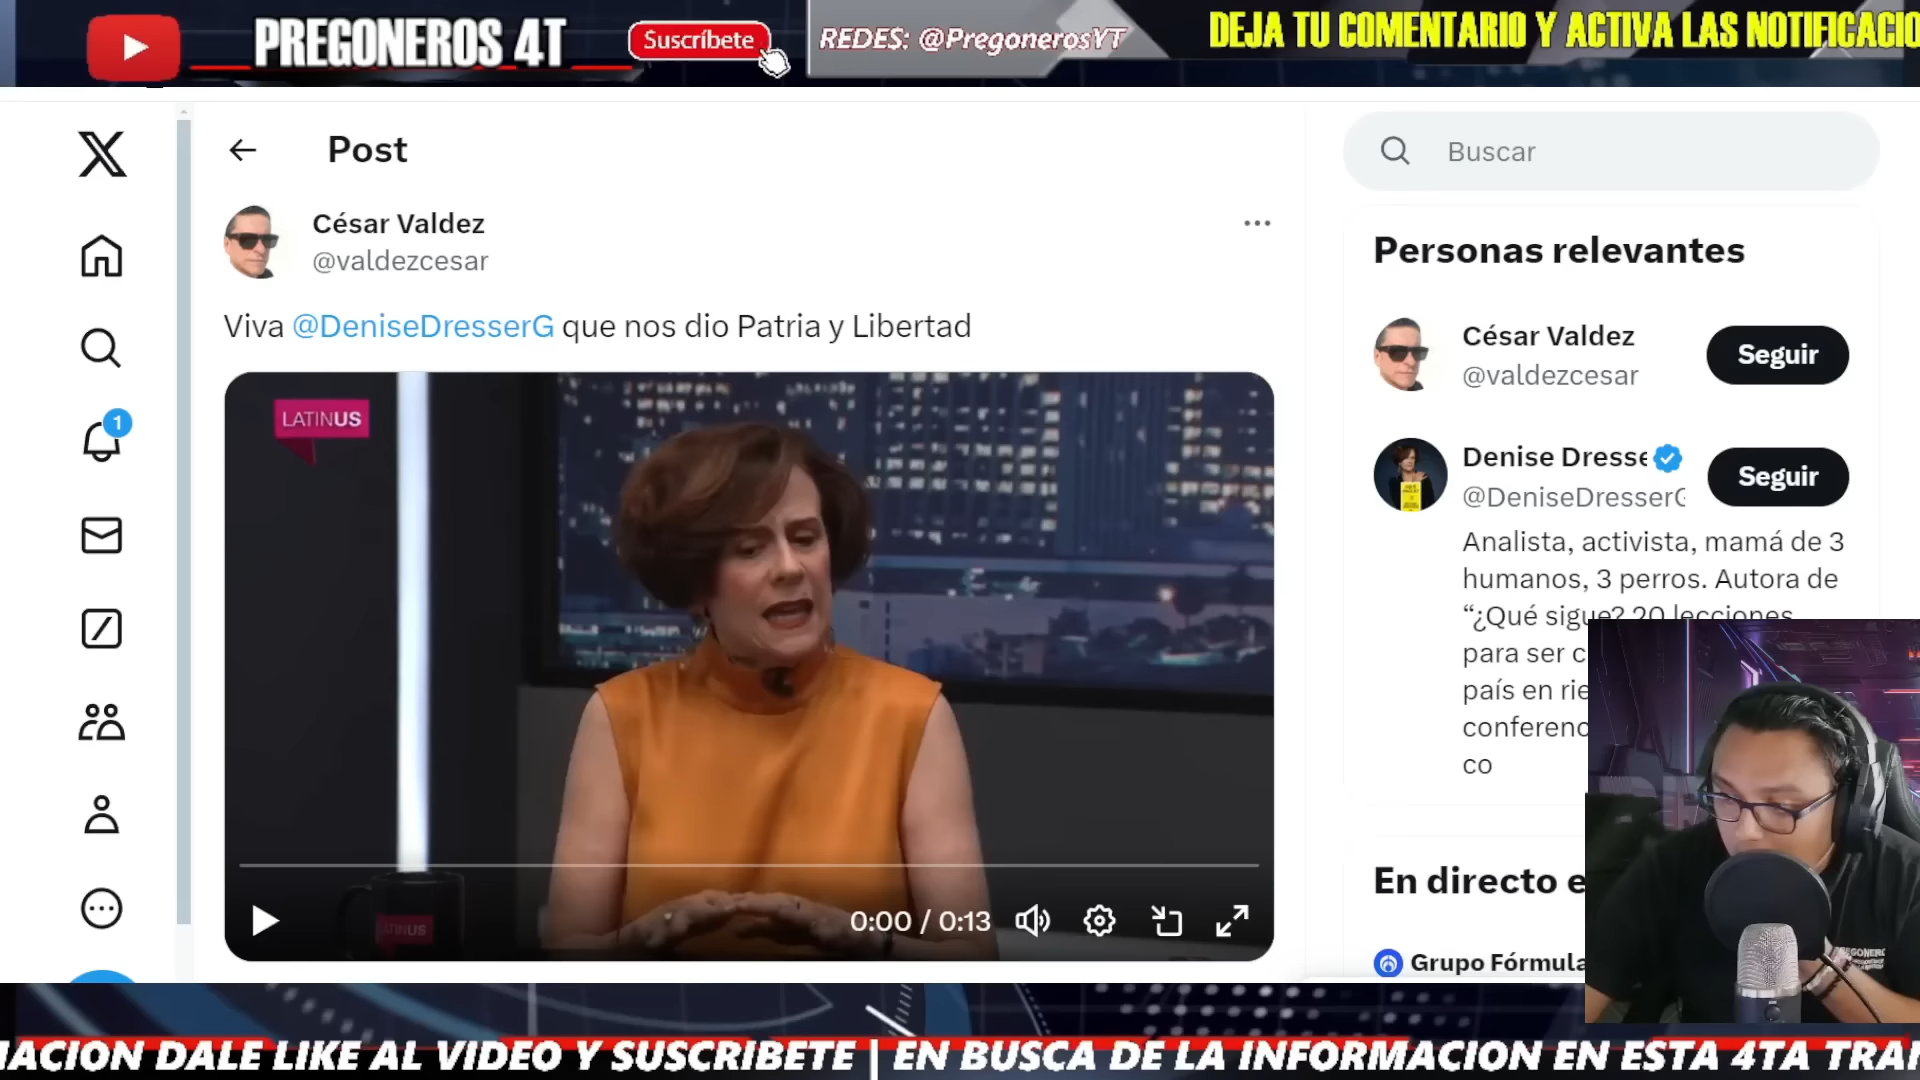 PREGONEROS 4T
Suscríbete
REDES: @PregonerosYT
DEJA TU COMENTARIO Y ACTIVA LAS NOTIFICACIO
Post
Buscar
César Valdez
@valdezcesar
Viva @DeniseDresserG que nos dio Patria y Libertad
LATINUS
LATINUS
0:00 / 0:13
1
Personas relevantes
César Valdez
@valdezcesar
Seguir
Denise Dresse
@DeniseDresserG
Seguir
Analista, activista, mamá de 3
humanos, 3 perros. Autora de
“¿Qué sigue? 20 lecciones
para ser c
país en rie
conferenc
co
En directo e
Grupo Fórmula
MACION DALE LIKE AL VIDEO Y SUSCRIBETE | EN BUSCA DE LA INFORMACION EN ESTA 4TA TRAN